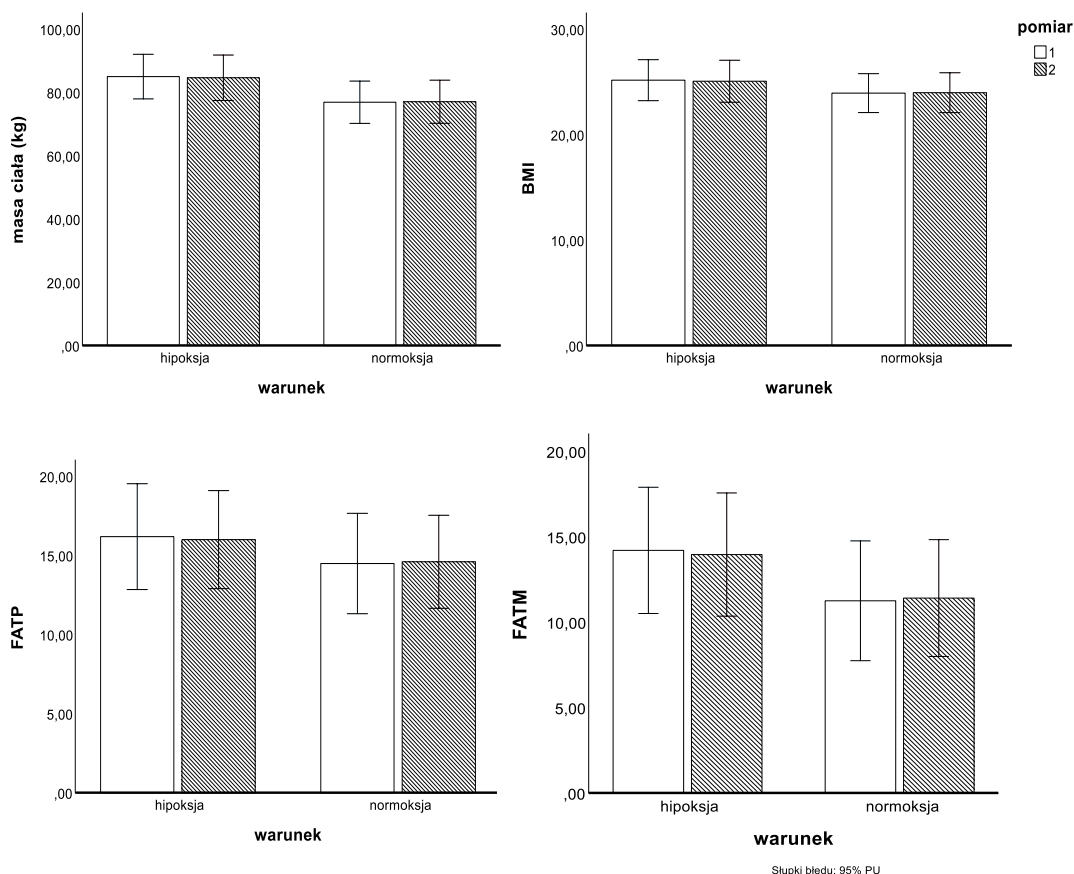 100,00
80,00
60,00
40,00
20,00
,00
masa ciała (kg)
hipoksja
normoksja
warunek
30,00
20,00
10,00
,00
BMI
hipoksja
normoksja
warunek
pomiar
1
2
20,00
15,00
10,00
5,00
,00
FATP
hipoksja
normoksja
warunek
20,00
15,00
10,00
5,00
,00
FATM
hipoksja
normoksja
warunek
Słupki błędu: 95% PU